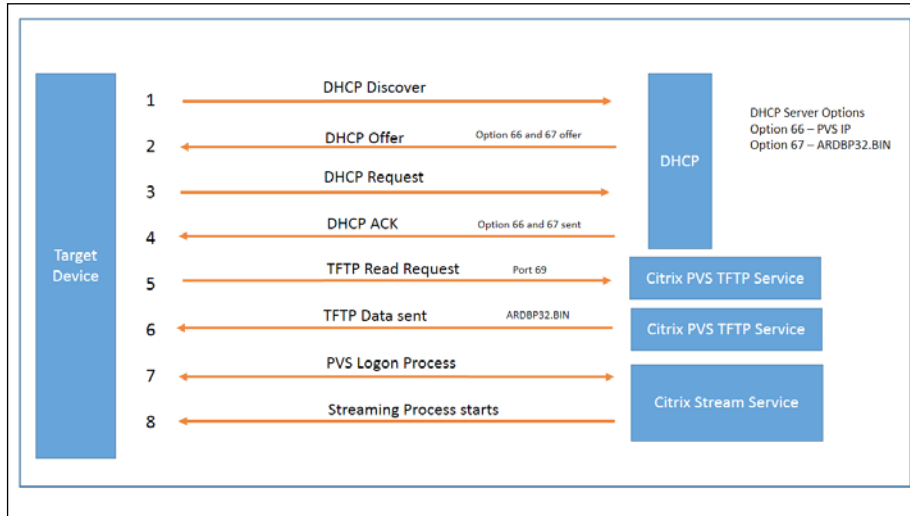 DHCP Discover
1
DHCP Server Options
Option 66 – PVS IP
Option 67 – ARDBP32.BIN
DHCP Offer
Option 66 and 67 offer
2
DHCP
DHCP Request
3
DHCP ACK
Option 66 and 67 sent
4
Target
Device
TFTP Read Request
Port 69
5
Citrix PVS TFTP Service
TFTP Data sent
ARDBP32.BIN
6
Citrix PVS TFTP Service
PVS Logon Process
7
Citrix Stream Service
Streaming Process starts
8